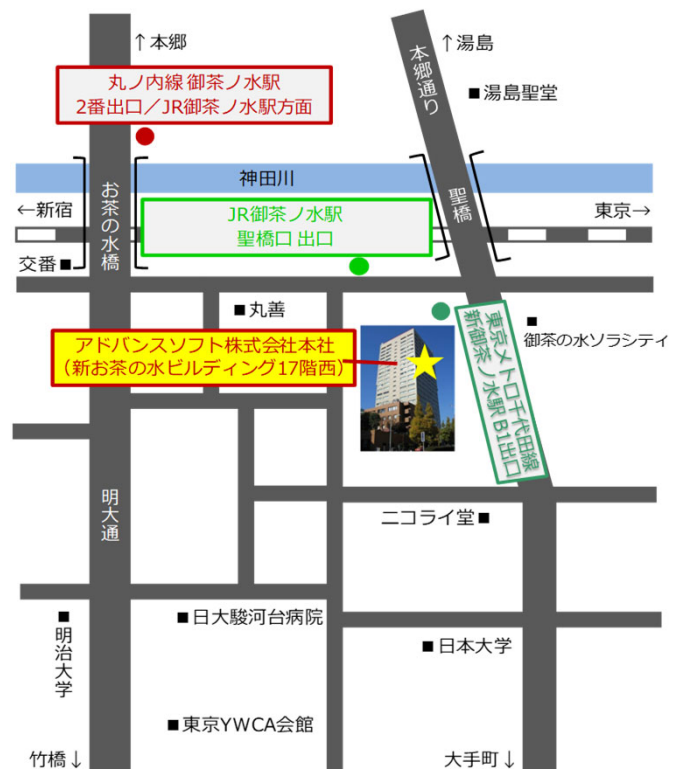 ↑本郷
↑湯島
本郷通り
丸ノ内線 御茶ノ水駅
2番出口／JR御茶ノ水駅方面
■湯島聖堂
神田川
お茶の水橋
聖橋
←新宿
JR御茶ノ水駅
聖橋口 出口
東京→
交番■
■丸善
■
御茶の水ソラシティ
東京メトロ千代田線
新御茶ノ水駅 B1出口
アドバンスソフト株式会社本社
（新お茶の水ビルディング17階西）
明大通
ニコライ堂■
■日大駿河台病院
■
明治大学
■日本大学
■東京YWCA会館
竹橋↓
大手町↓